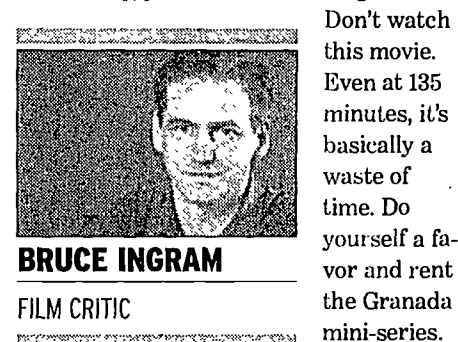 BRUCE INGRAM
FILM CRITIC
Don't watch
this movie.
Even at 135
minutes, it's
basically a
waste of
time. Do
yourself a fa-
vor and rent
the Granada
mini-series.